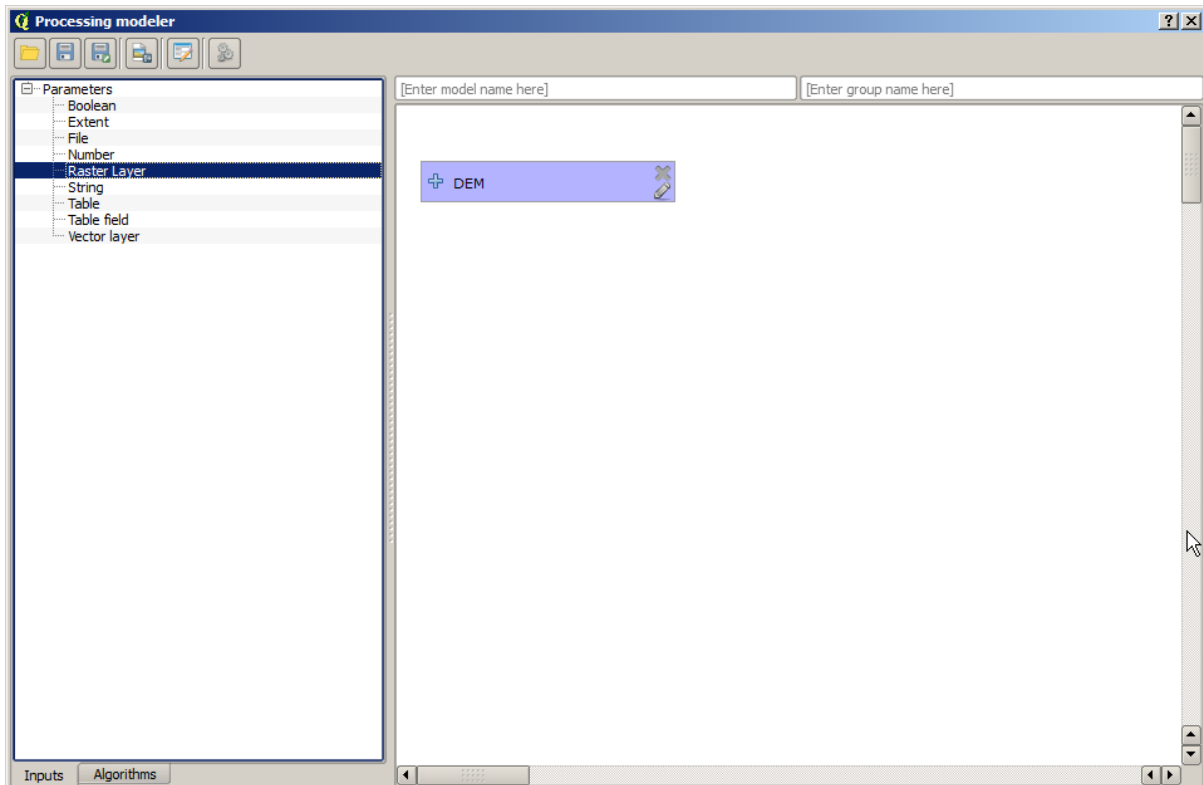 Processing modeler
Parameters
Boolean
Extent
File
Number
Raster Layer
String
Table
Table field
Vector layer
[Enter model name here]
[Enter group name here]
DEM
Inputs
Algorithms